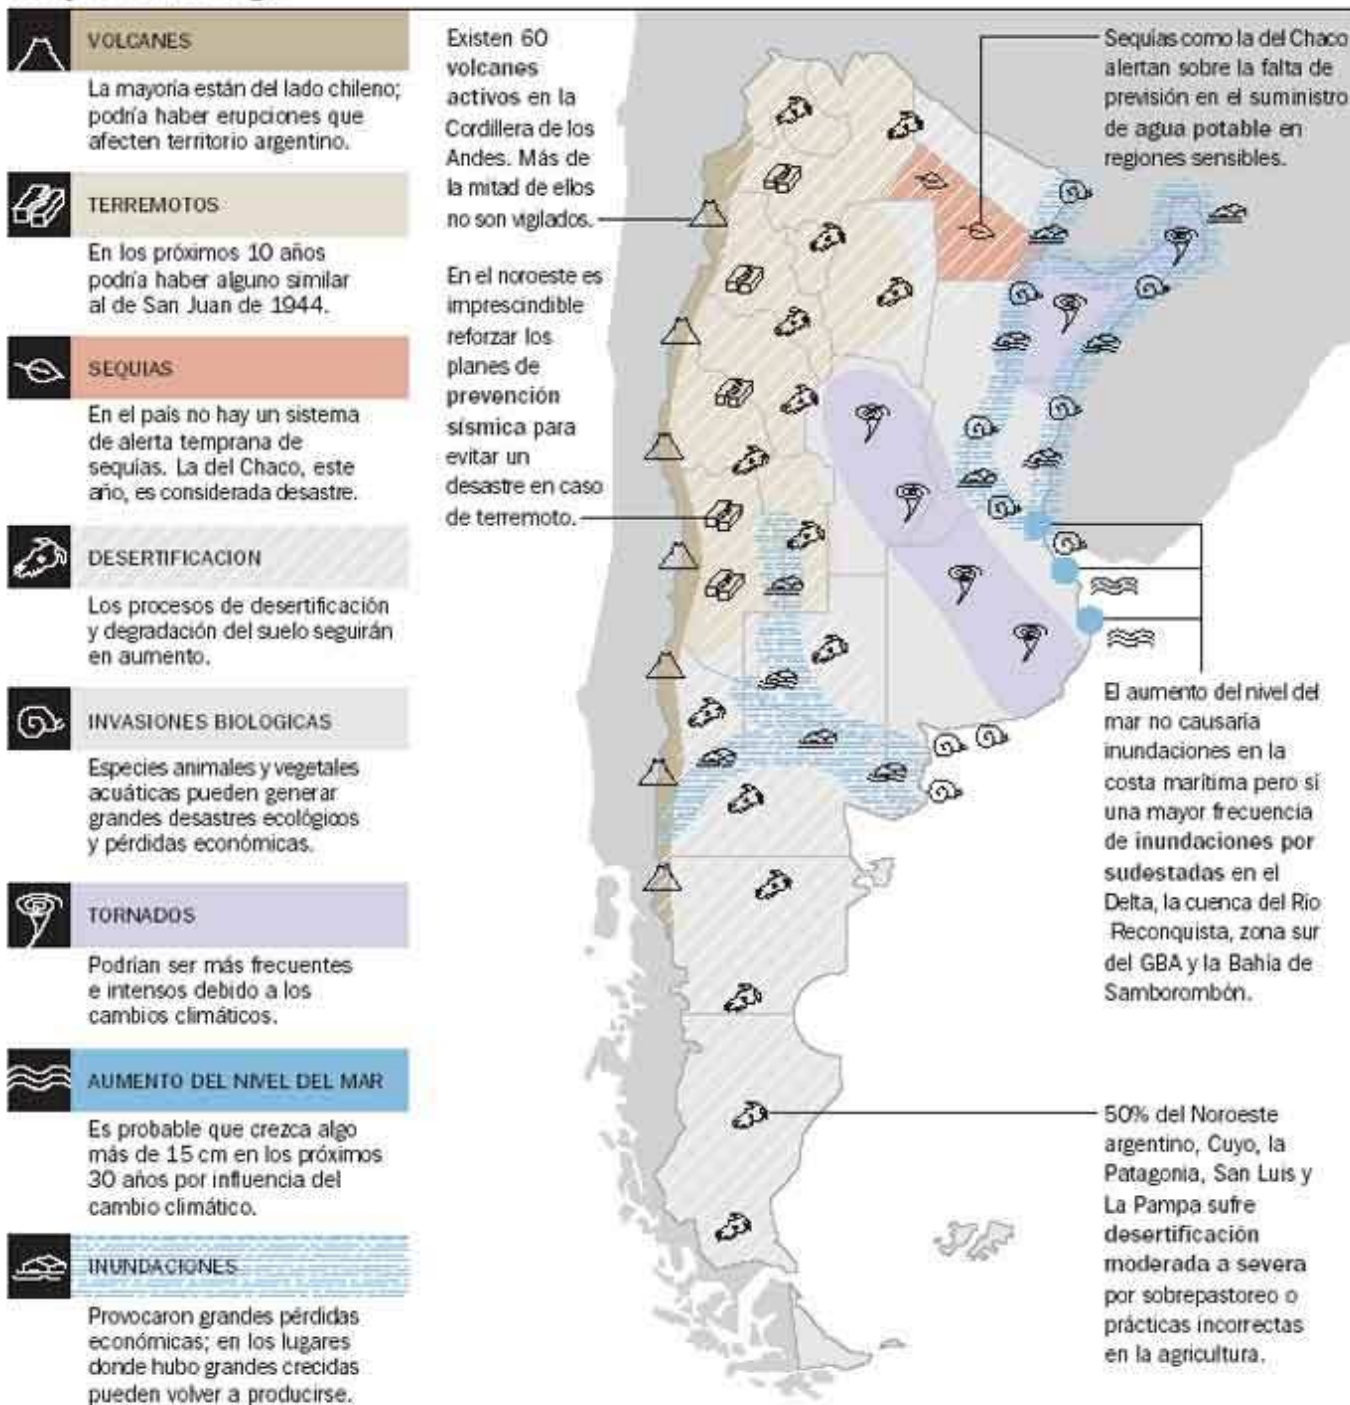 VOLCANES
La mayoría están del lado chileno;
podría haber erupciones que
afecten territorio argentino.
TERREMOTOS
En los próximos 10 años
podría haber alguno similar
al de San Juan de 1944.
SEQUIAS
En el país no hay un sistema
de alerta temprana de
sequías. La del Chaco, este
año, es considerada desastre.
DESERTIFICACION
Los procesos de desertificación
y degradación del suelo seguirán
en aumento.
INVASIONES BIOLOGICAS
Especies animales y vegetales
acuáticas pueden generar
grandes desastres ecológicos
y pérdidas económicas.
TORNADOS
Podrían ser más frecuentes
e intensos debido a los
cambios climáticos.
AUMENTO DEL NIVEL DEL MAR
Es probable que crezca algo
más de 15 cm en los próximos
30 años por influencia del
cambio climático.
INUNDACIONES
Provocaron grandes pérdidas
económicas; en los lugares
donde hubo grandes crecidas
pueden volver a producirse.
Existen 60
volcanes
activos en la
Cordillera de los
Andes. Más de
la mitad de ellos
no son vigilados.
En el noroeste es
imprescindible
reforzar los
planes de
prevención
sísmica para
evitar un
desastre en caso
de terremoto.
Sequías como la del Chaco
alertan sobre la falta de
previsión en el suministro
de agua potable en
regiones sensibles.
El aumento del nivel del
mar no causaría
inundaciones en la
costa marítima pero sí
una mayor frecuencia
de inundaciones por
sudestadas en el
Delta, la cuenca del Río
Reconquista, zona sur
del GBA y la Bahía de
Samborombón.
50% del Noroeste
argentino, Cuyo, la
Patagonia, San Luis y
La Pampa sufre
desertificación
moderada a severa
por sobrepastoreo o
prácticas incorrectas
en la agricultura.